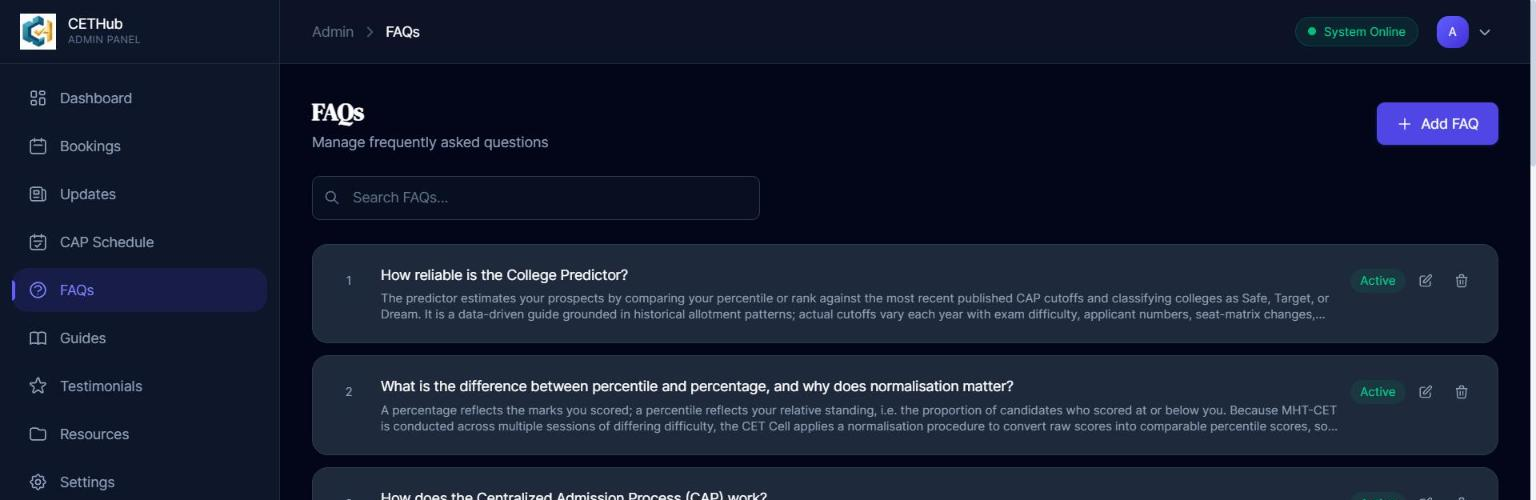 CETHub
ADMIN PANEL
Admin > FAQs
System Online
A
Dashboard
Bookings
Updates
CAP Schedule
FAQs
Guides
Testimonials
Resources
Settings
FAQs
Manage frequently asked questions
+ Add FAQ
Search FAQs...
1
How reliable is the College Predictor?
The predictor estimates your prospects by comparing your percentile or rank against the most recent published CAP cutoffs and classifying colleges as Safe, Target, or
Dream. It is a data-driven guide grounded in historical allotment patterns; actual cutoffs vary each year with exam difficulty, applicant numbers, seat-matrix changes,...
Active
2
What is the difference between percentile and percentage, and why does normalisation matter?
A percentage reflects the marks you scored; a percentile reflects your relative standing, i.e. the proportion of candidates who scored at or below you. Because MHT-CET
is conducted across multiple sessions of differing difficulty, the CET Cell applies a normalisation procedure to convert raw scores into comparable percentile scores, so...
Active
How does the Centralized Admission Process (CAP) work?